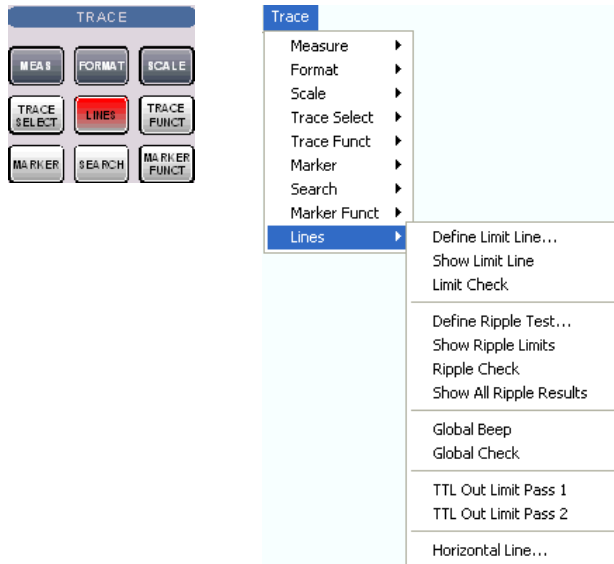 TRACE
MEAS FORMAT SCALE
TRACE SELECT LINES TRACE FUNCT
MARKER SEARCH MARKER FUNCT
Trace
Measure
Format
Scale
Trace Select
Trace Funct
Marker
Search
Marker Funct
Lines
Define Limit Line...
Show Limit Line
Limit Check
Define Ripple Test...
Show Ripple Limits
Ripple Check
Show All Ripple Results
Global Beep
Global Check
TTL Out Limit Pass 1
TTL Out Limit Pass 2
Horizontal Line...